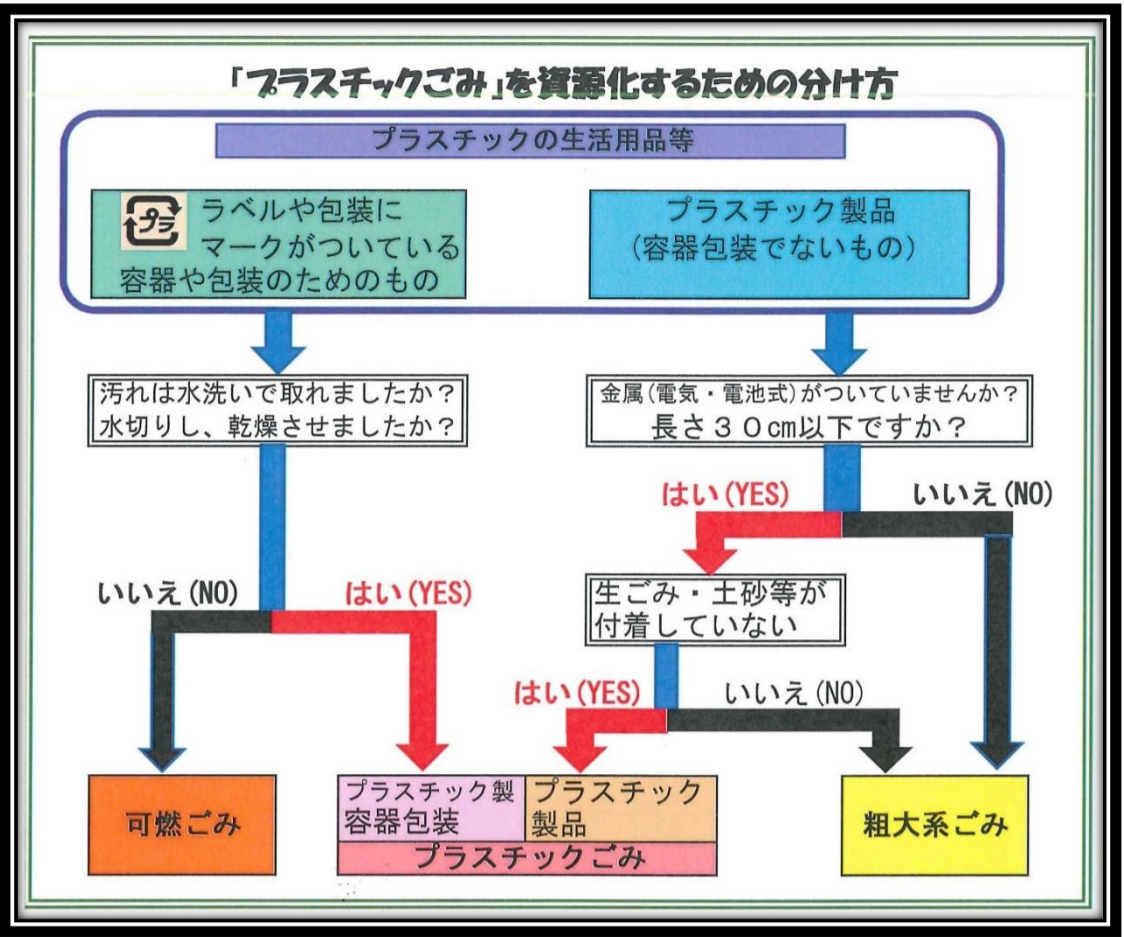 「プラスチックごみ」を資源化するための分け方
プラスチックの生活用品等
プラ
ラベルや包装に
マークがついている
容器や包装のためのもの
プラスチック製品
(容器包装でないもの)
汚れは水洗いで取れましたか?
水切りし、乾燥させましたか?
金属(電気・電池式)がついていませんか?
長さ30cm以下ですか?
はい(YES)
いいえ(NO)
いいえ(NO)
はい(YES)
生ごみ・土砂等が
付着していない
はい(YES)
いいえ(NO)
可燃ごみ
プラスチック製
容器包装
プラスチック
製品
プラスチックごみ
粗大系ごみ